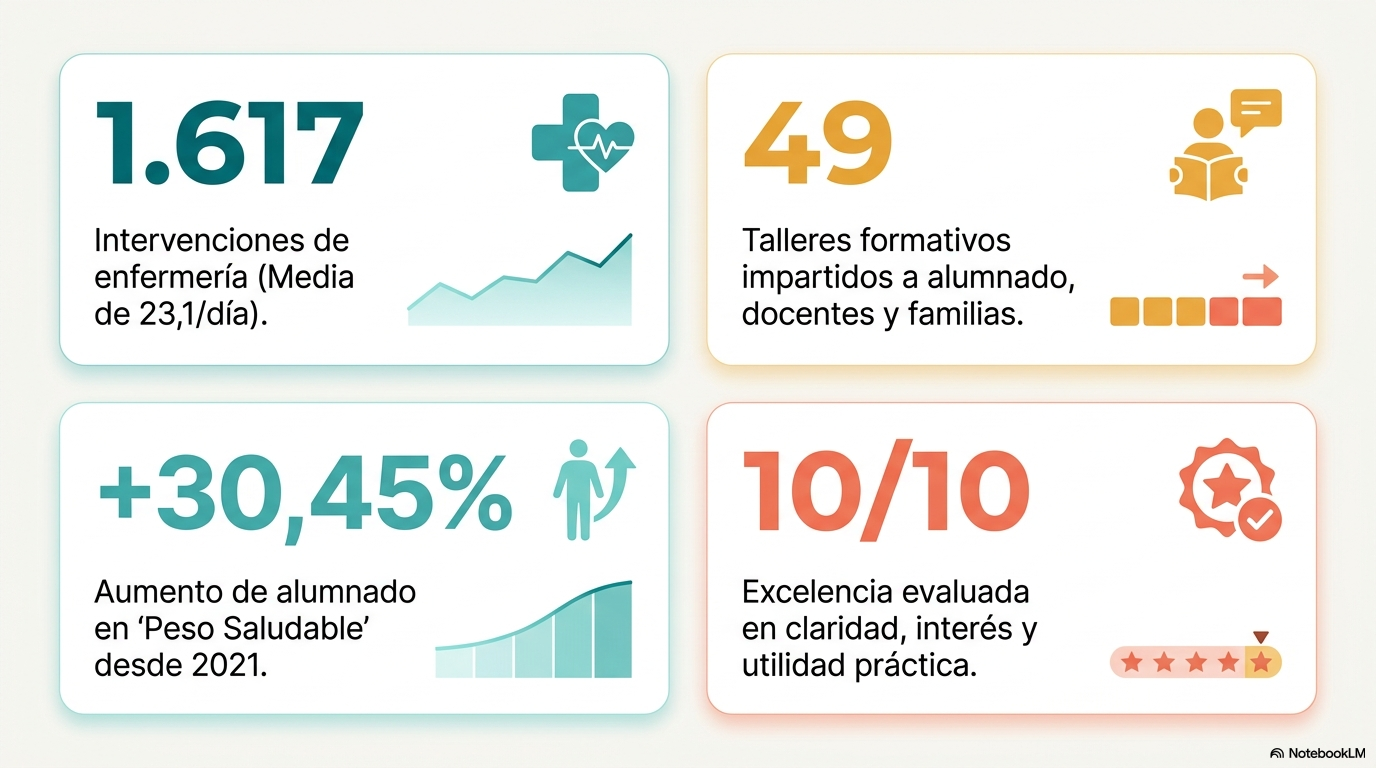 1.617
Intervenciones de
enfermería (Media
de 23,1/día).
49
Talleres formativos
impartidos a alumnado,
docentes y familias.
+30,45%
Aumento de alumnado
en ‘Peso Saludable’
desde 2021.
10/10
Excelencia evaluada
en claridad, interés y
utilidad práctica.
NotebookLM